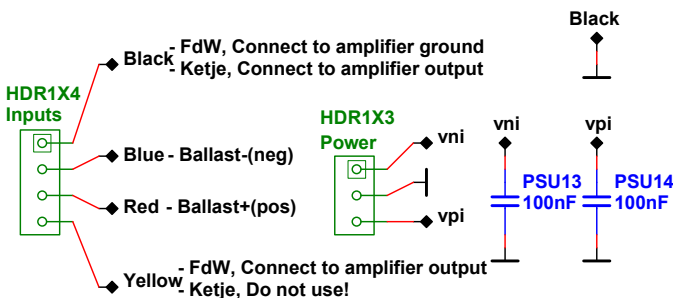 Black
Black - FdW, Connect to amplifier ground
- Ketje, Connect to amplifier output
HDR1X4
Inputs
Blue - Ballast-(neg)
Red - Ballast+(pos)
Yellow - FdW, Connect to amplifier output
- Ketje, Do not use!
HDR1X3
Power
vni
vpi
vni
vpi
PSU13
100nF
PSU14
100nF